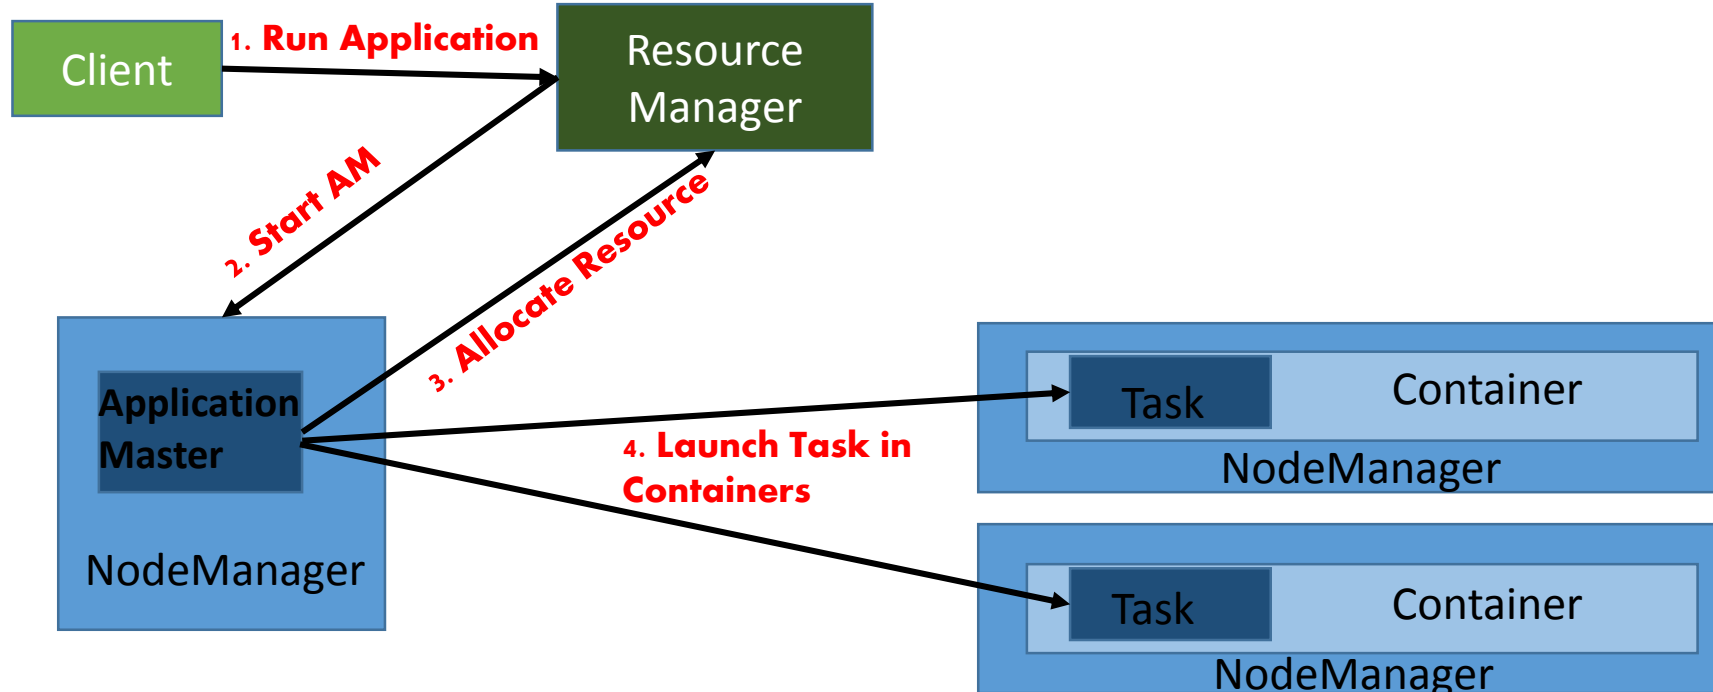 Client
1. Run Application
Resource
Manager
2. Start AM
3. Allocate Resource
Application
Master
NodeManager
4. Launch Task in
Containers
Task
Container
NodeManager
Task
Container
NodeManager